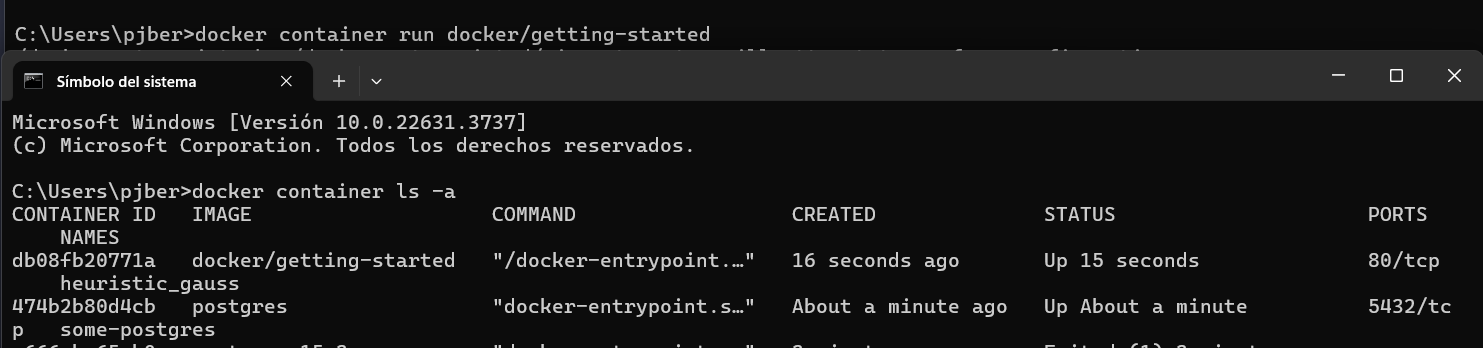 C:\Users\pjber>docker container run docker/getting-started
Símbolo del sistema
Microsoft Windows [Versión 10.0.22631.3737]
(c) Microsoft Corporation. Todos los derechos reservados.
C:\Users\pjber>docker container ls -a
CONTAINER ID   IMAGE                    COMMAND                  CREATED              STATUS                     PORTS
    NAMES
db08fb20771a   docker/getting-started   "/docker-entrypoint.…"   16 seconds ago       Up 15 seconds              80/tcp
    heuristic_gauss
474b2b80d4cb   postgres                 "docker-entrypoint.s…"   About a minute ago   Up About a minute          5432/tc
p   some-postgres